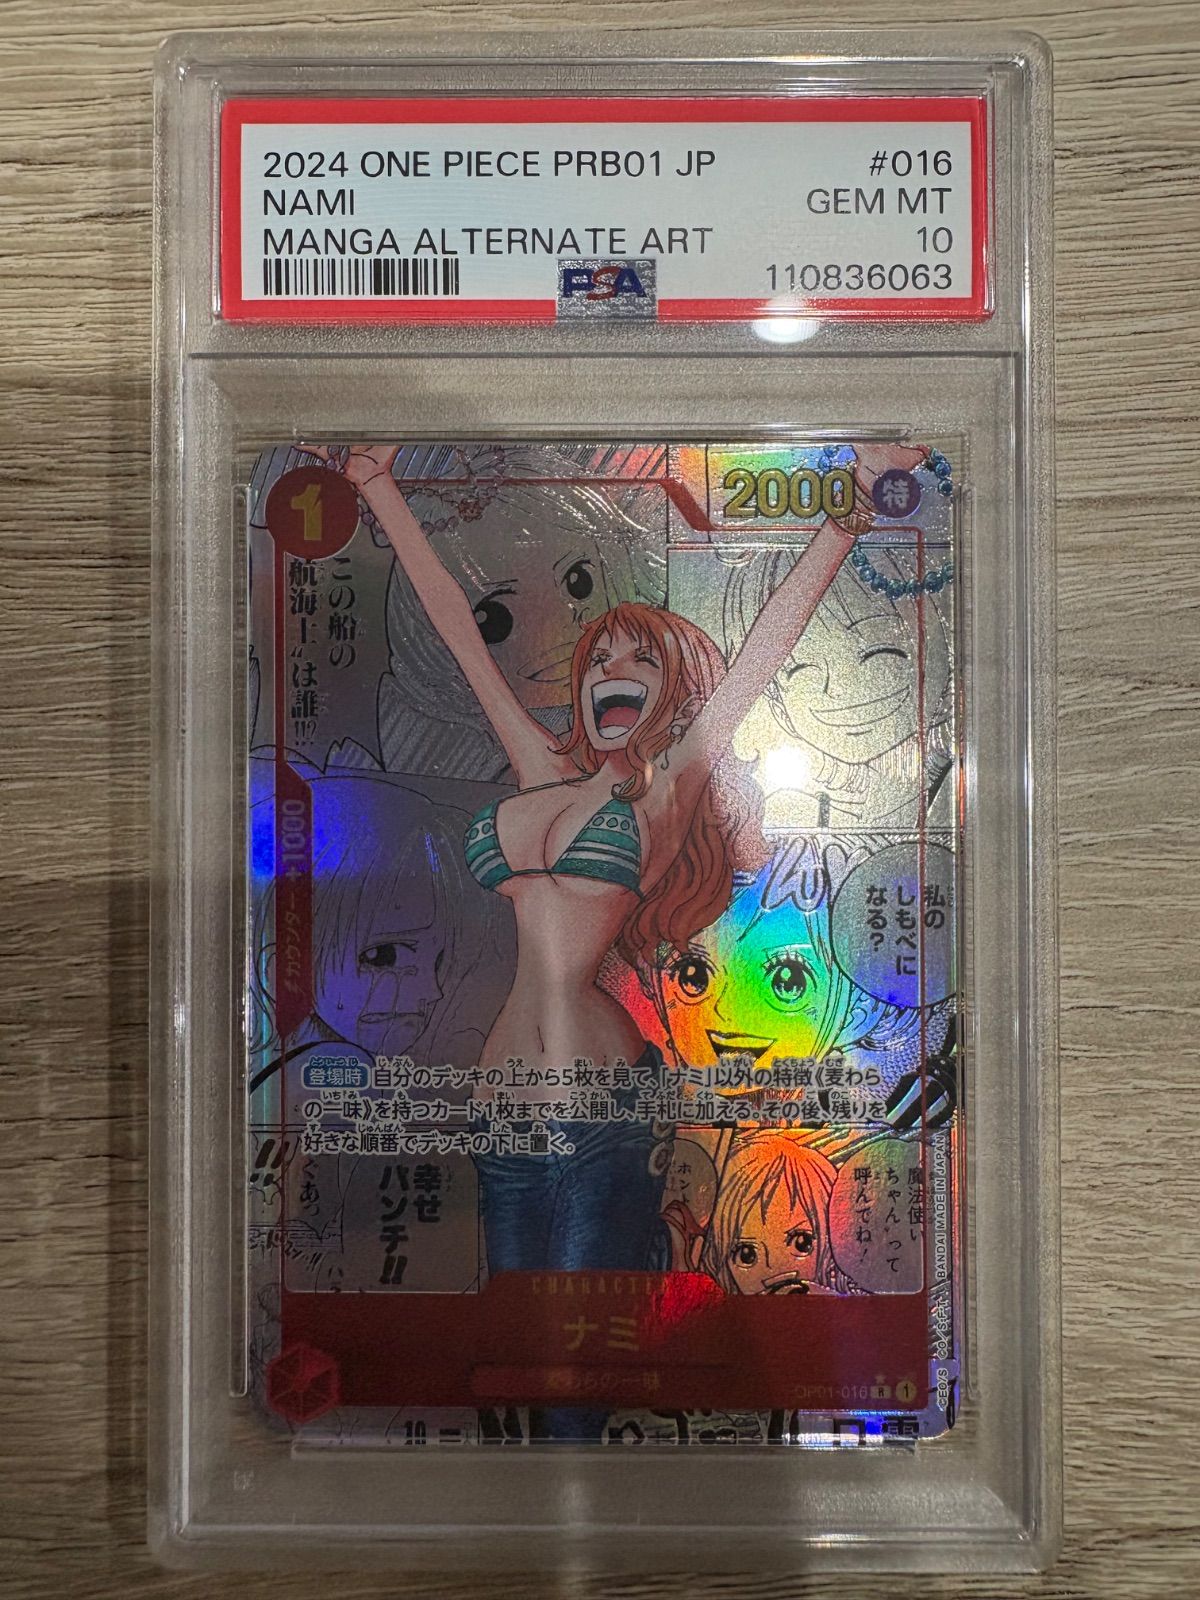 2024 ONE PIECE PRB01 JP #016
NAMI GEM MT
MANGA ALTERNATE ART 10
PSA 110836063
1
2000 特
この船の
航海士"は誰!!?
カウンター +1000
私の
しもべに
なる?
登場時 自分のデッキの上から5枚を見て、「ナミ」以外の特徴《麦わら
の一味》を持つカード1枚までを公開し、手札に加える。その後、残りを
好きな順番でデッキの下に置く。
幸せ
パンチ!!
魔法使い
ちゃん"って
呼んでね!
CHARACTER
ナミ
麦わらの一味
OP01-016 R 1
BANDAI MADE IN JAPAN